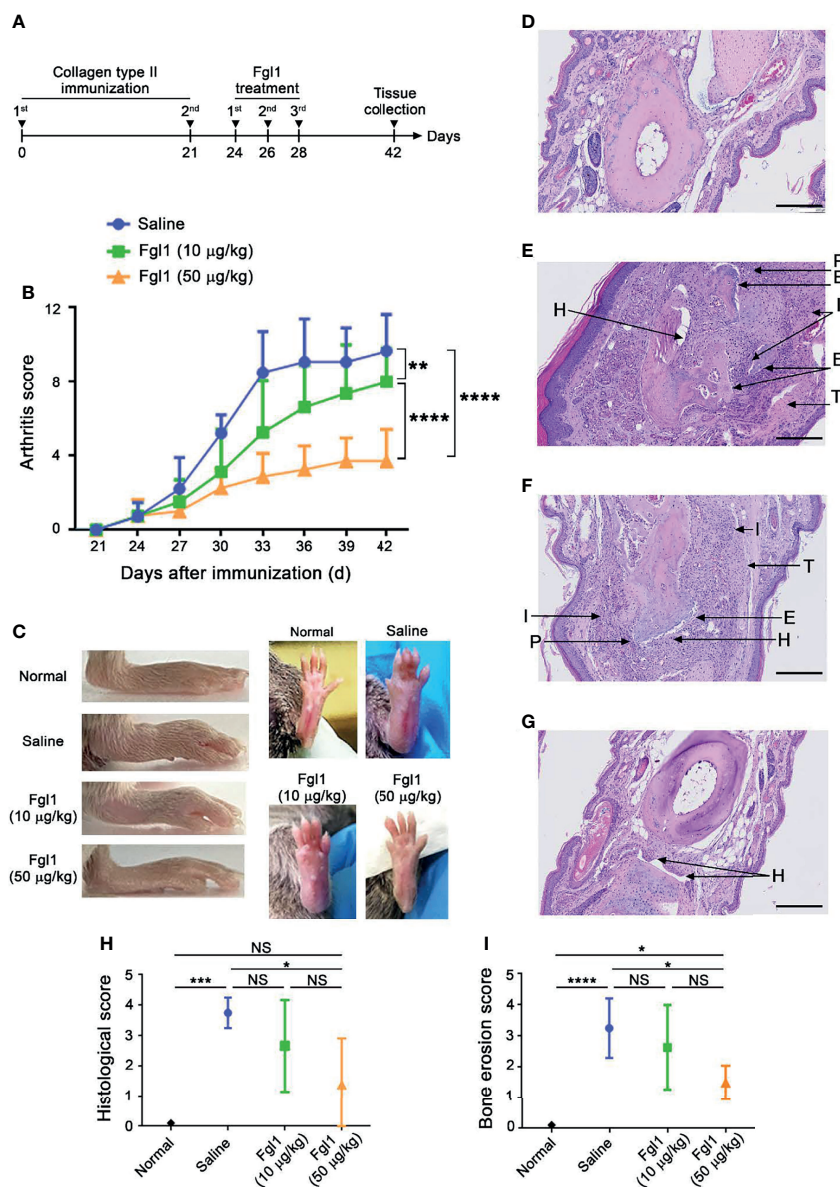 A
Collagen type II
immunization
Fgl1
treatment
Tissue
collection
1st 2nd 1st 2nd 3rd
Days
0 21 24 26 28 42
Saline
Fgl1 (10 μg/kg)
Fgl1 (50 μg/kg)
B
12
8
4
0
Arthritis score
**
****
****
21 24 27 30 33 36 39 42
Days after immunization (d)
C
Normal
Saline
Fgl1
(10 μg/kg)
Fgl1
(50 μg/kg)
Normal Saline
Fgl1
(10 μg/kg)
Fgl1
(50 μg/kg)
D
E
H
E
T
F
I
T
I
E
P
H
G
H
H
NS
*
*** NS NS
5
4
3
2
1
0
Histological score
Normal
Saline
Fgl1
(10 μg/kg)
Fgl1
(50 μg/kg)
I
*
*
**** NS NS
5
4
3
2
1
0
Bone erosion score
Normal
Saline
Fgl1
(10 μg/kg)
Fgl1
(50 μg/kg)